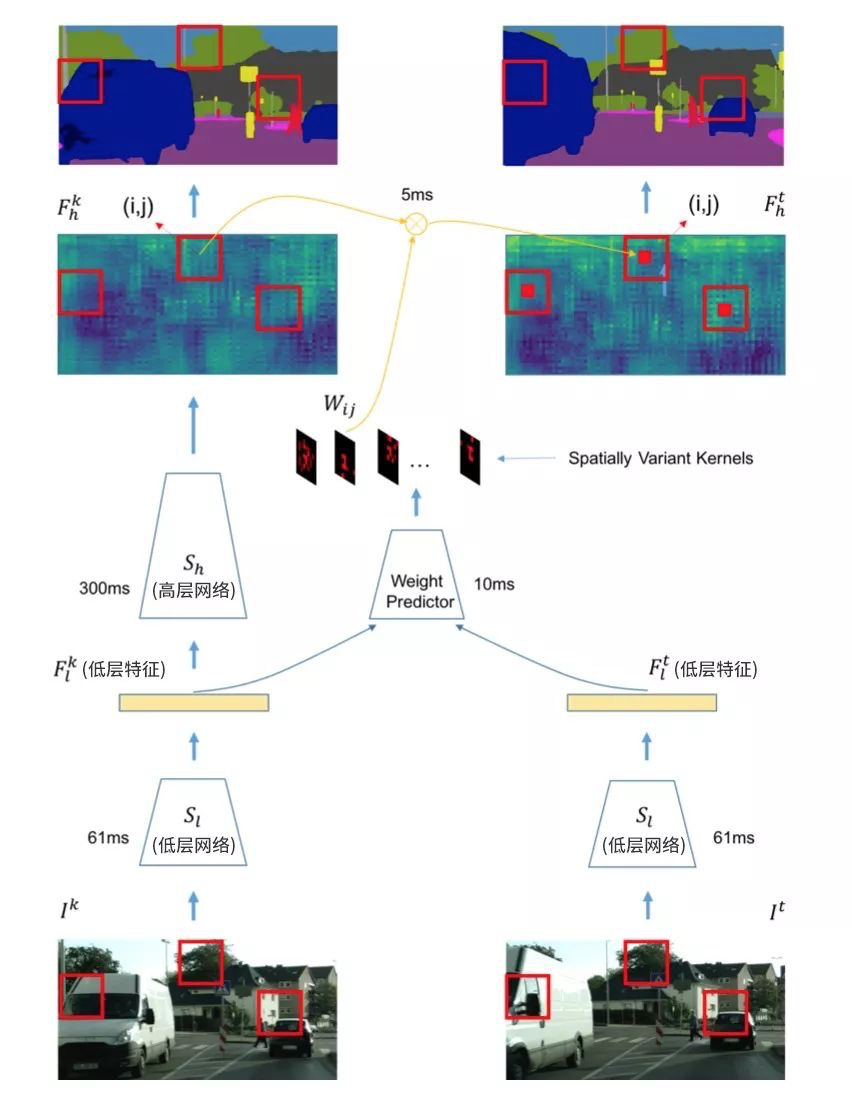 5ms
$F_h^k$
(i,j)
(i,j)
$F_h^t$
$W_{ij}$
...
Spatially Variant Kernels
$S_h$
(高层网络)
300ms
Weight
Predictor
10ms
$F_l^k$ (低层特征)
$F_l^t$ (低层特征)
$S_l$
(低层网络)
61ms
$S_l$
(低层网络)
61ms
$I^k$
$I^t$